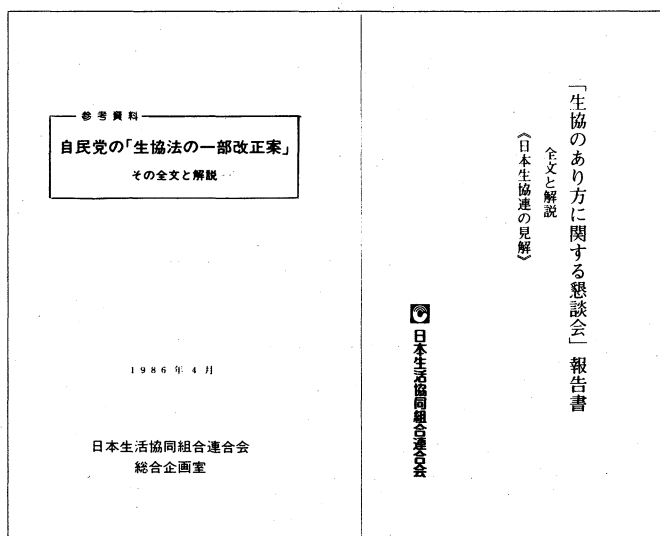 参考資料
自民党の「生協法の一部改正案」
その全文と解説
1986年4月
日本生活協同組合連合会
総合企画室
「生協のあり方に関する懇談会」報告書
全文と解説
《日本生協連の見解》
日本生活協同組合連合会